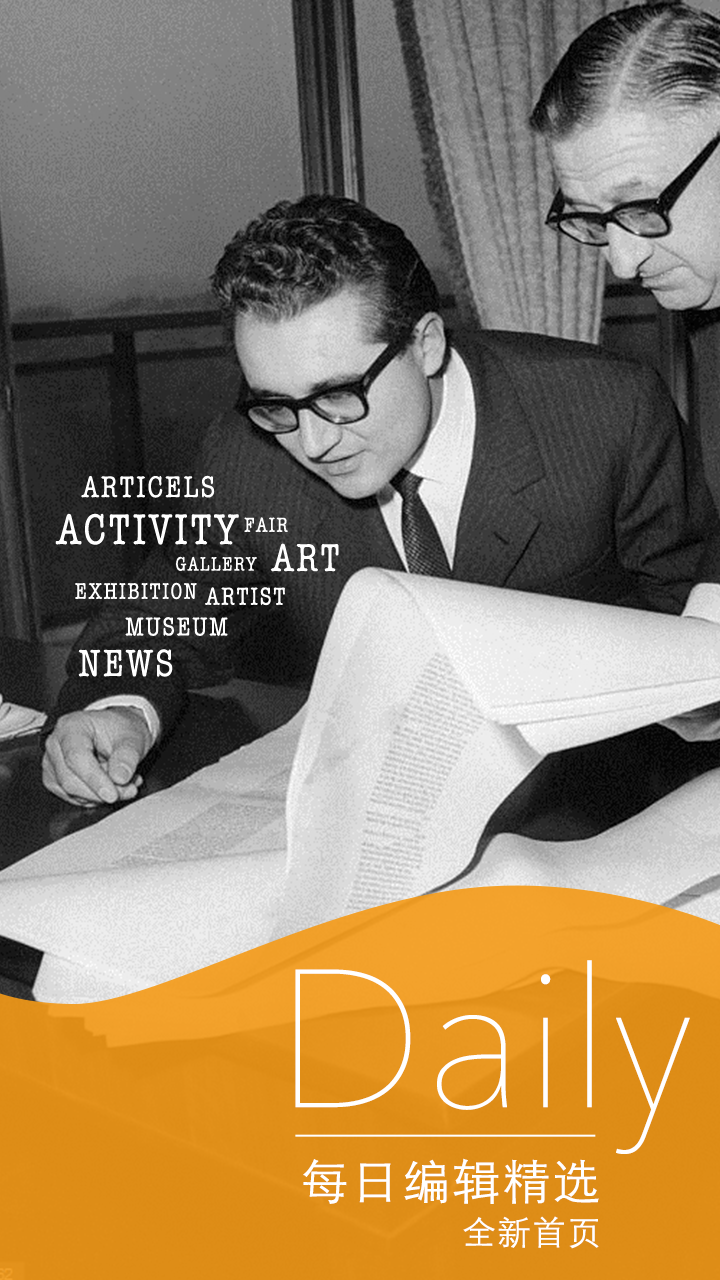 ARTICELS
ACTIVITY FAIR
GALLERY ART
EXHIBITION ARTIST
MUSEUM
NEWS
Daily
每日编辑精选
全新首页